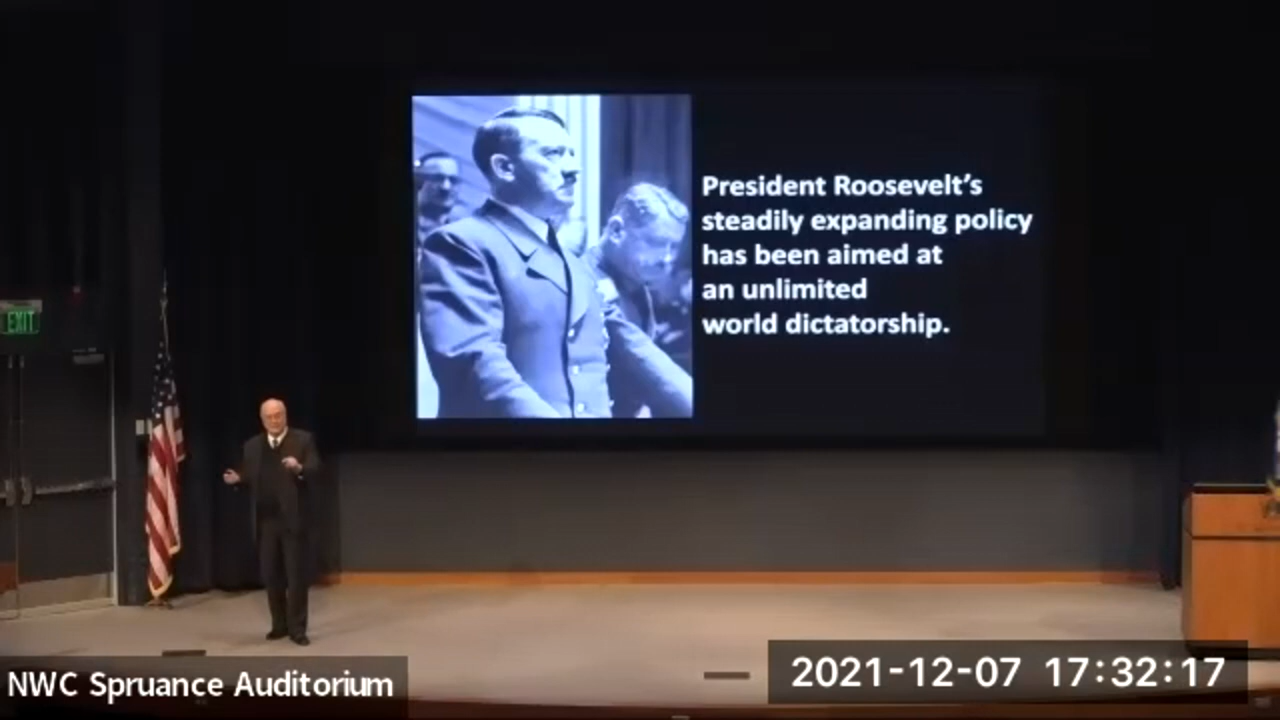 President Roosevelt's
steadily expanding policy
has been aimed at
an unlimited
world dictatorship.
EXIT
NWC Spruance Auditorium
2021-12-07 17:32:17